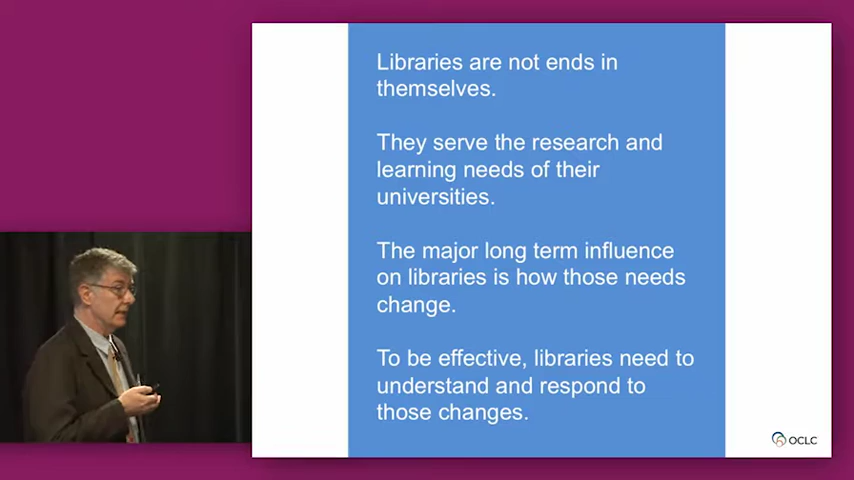 Libraries are not ends in
themselves.
They serve the research and
learning needs of their
universities.
The major long term influence
on libraries is how those needs
change.
To be effective, libraries need to
understand and respond to
those changes.
OCLC